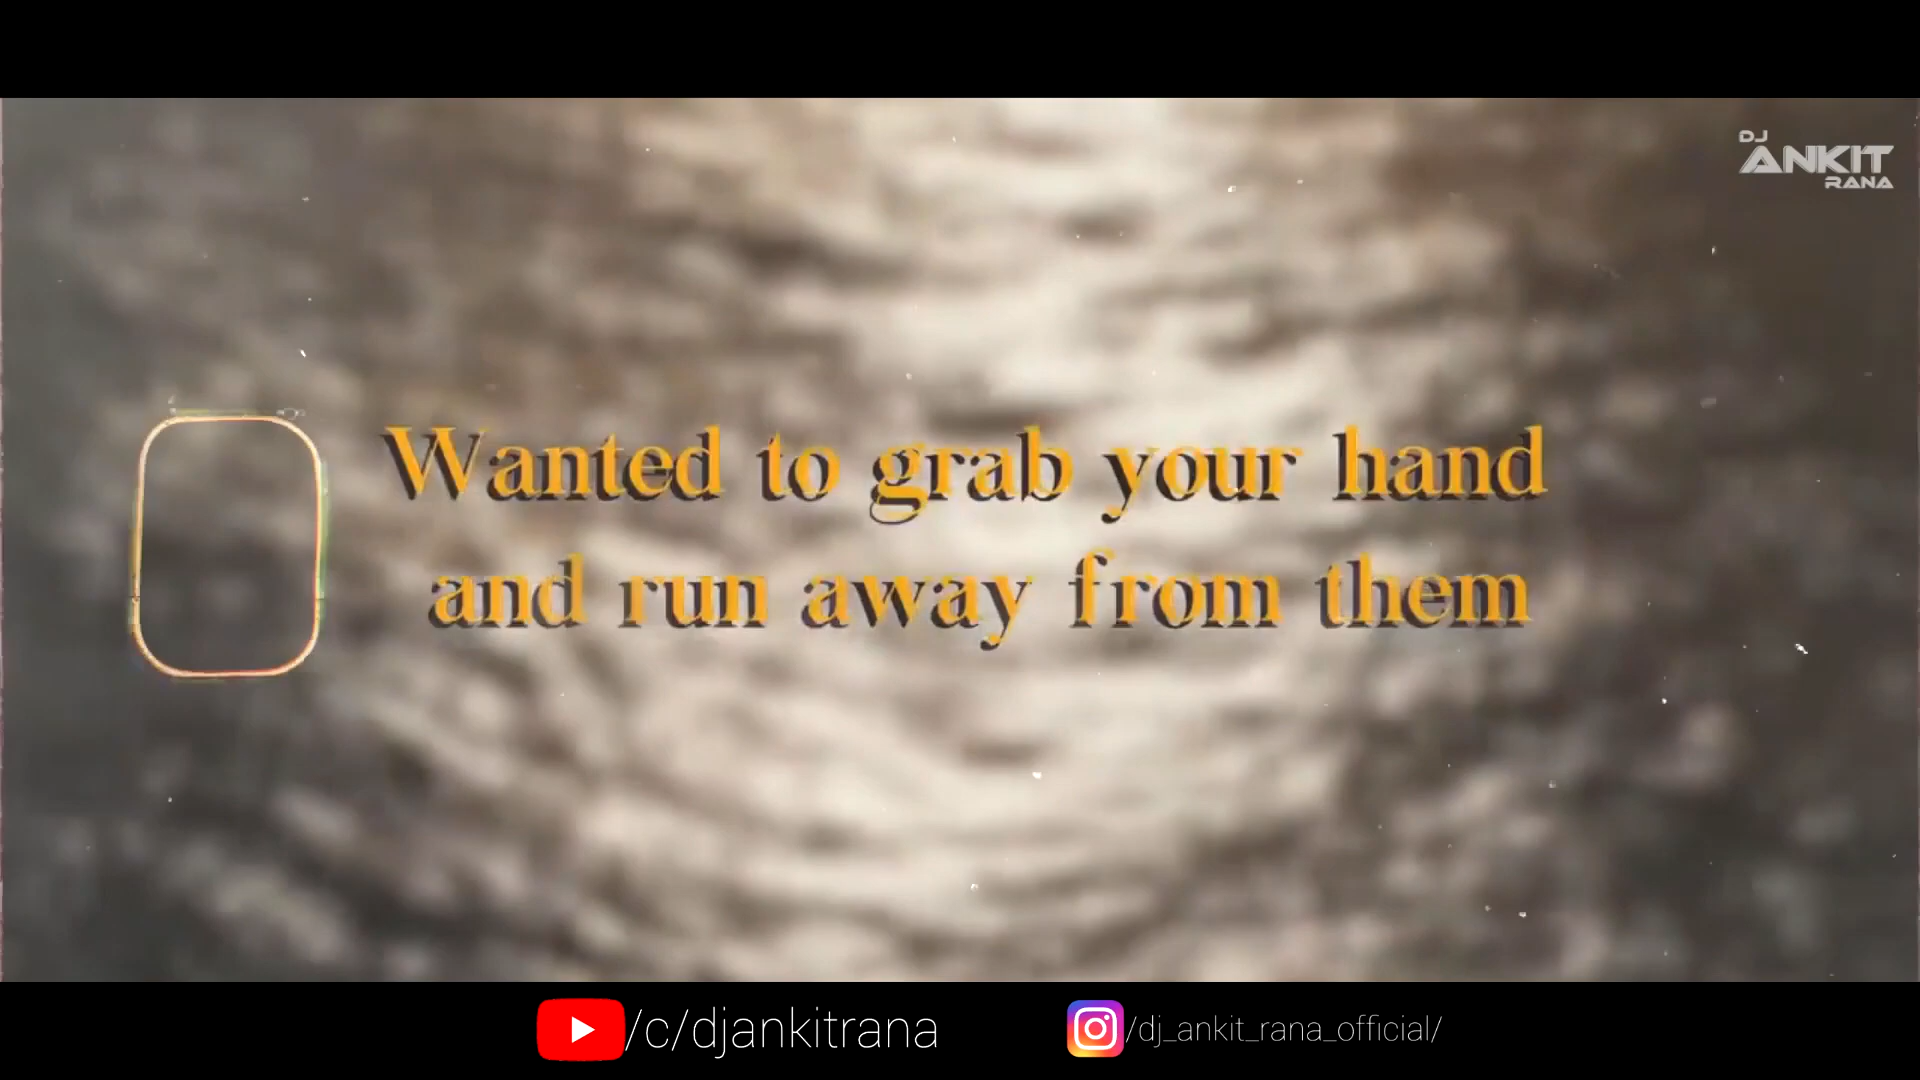 DJ
ANKIT
RANA
Wanted to grab your hand
and run away from them
/c/djankitrana
/dj_ankit_rana_official/